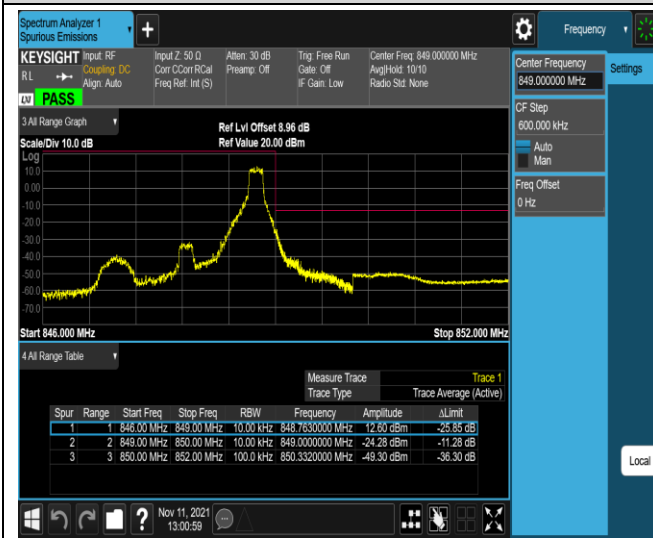 Spectrum Analyzer 1
Spurious Emissions
Frequency
KEYSIGHT Input: RF Input Z: 50 Ω Atten: 30 dB Trig: Free Run Center Freq: 849.000000 MHz
RL Coupling: DC Corr CCorr RCal Preamp: Off Gate: Off Avg|Hold: 10/10
Align: Auto Freq Ref: Int (S) IF Gain: Low Radio Std: None
LXI PASS
Center Frequency
849.000000 MHz
Settings
CF Step
600.000 kHz
Auto
Man
Freq Offset
0 Hz
3 All Range Graph
Ref Lvl Offset 8.96 dB
Scale/Div 10.0 dB Ref Value 20.00 dBm
Log
10.0
0.00
-10.0
-20.0
-30.0
-40.0
-50.0
-60.0
-70.0
Start 846.000 MHz Stop 852.000 MHz
4 All Range Table
Measure Trace Trace 1
Trace Type Trace Average (Active)
Spur Range Start Freq Stop Freq RBW Frequency Amplitude ΔLimit
1 1 846.00 MHz 849.00 MHz 10.00 kHz 848.7630000 MHz 12.60 dBm -25.85 dB
2 2 849.00 MHz 850.00 MHz 10.00 kHz 849.0000000 MHz -24.28 dBm -11.28 dB
3 3 850.00 MHz 852.00 MHz 100.0 kHz 850.3320000 MHz -49.30 dBm -36.30 dB
Local
Nov 11, 2021
13:00:59